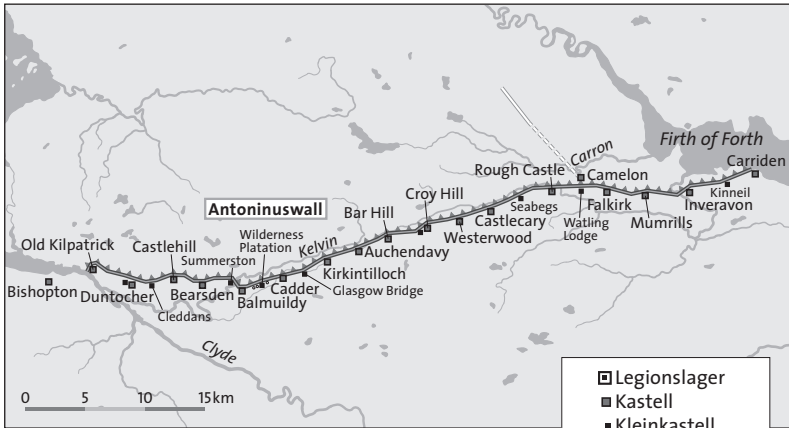 Firth of Forth
Carron
Rough Castle
Camelon
Carriden
Croy Hill
Seabegs
Kinneil
Antoninuswall
Bar Hill
Falkirk
Inveravon
Castlecary
Watling
Lodge
Mumrills
Wilderness
Platation
Kelvin
Westerwood
Old Kilpatrick
Castlehill
Summerston
Auchendavy
Kirkintilloch
Bishopton
Duntocher
Bearsden
Cadder
Glasgow Bridge
Balmuildy
Cleddans
Clyde
0 5 10 15 km
Legionslager
Kastell
Kleinkastell